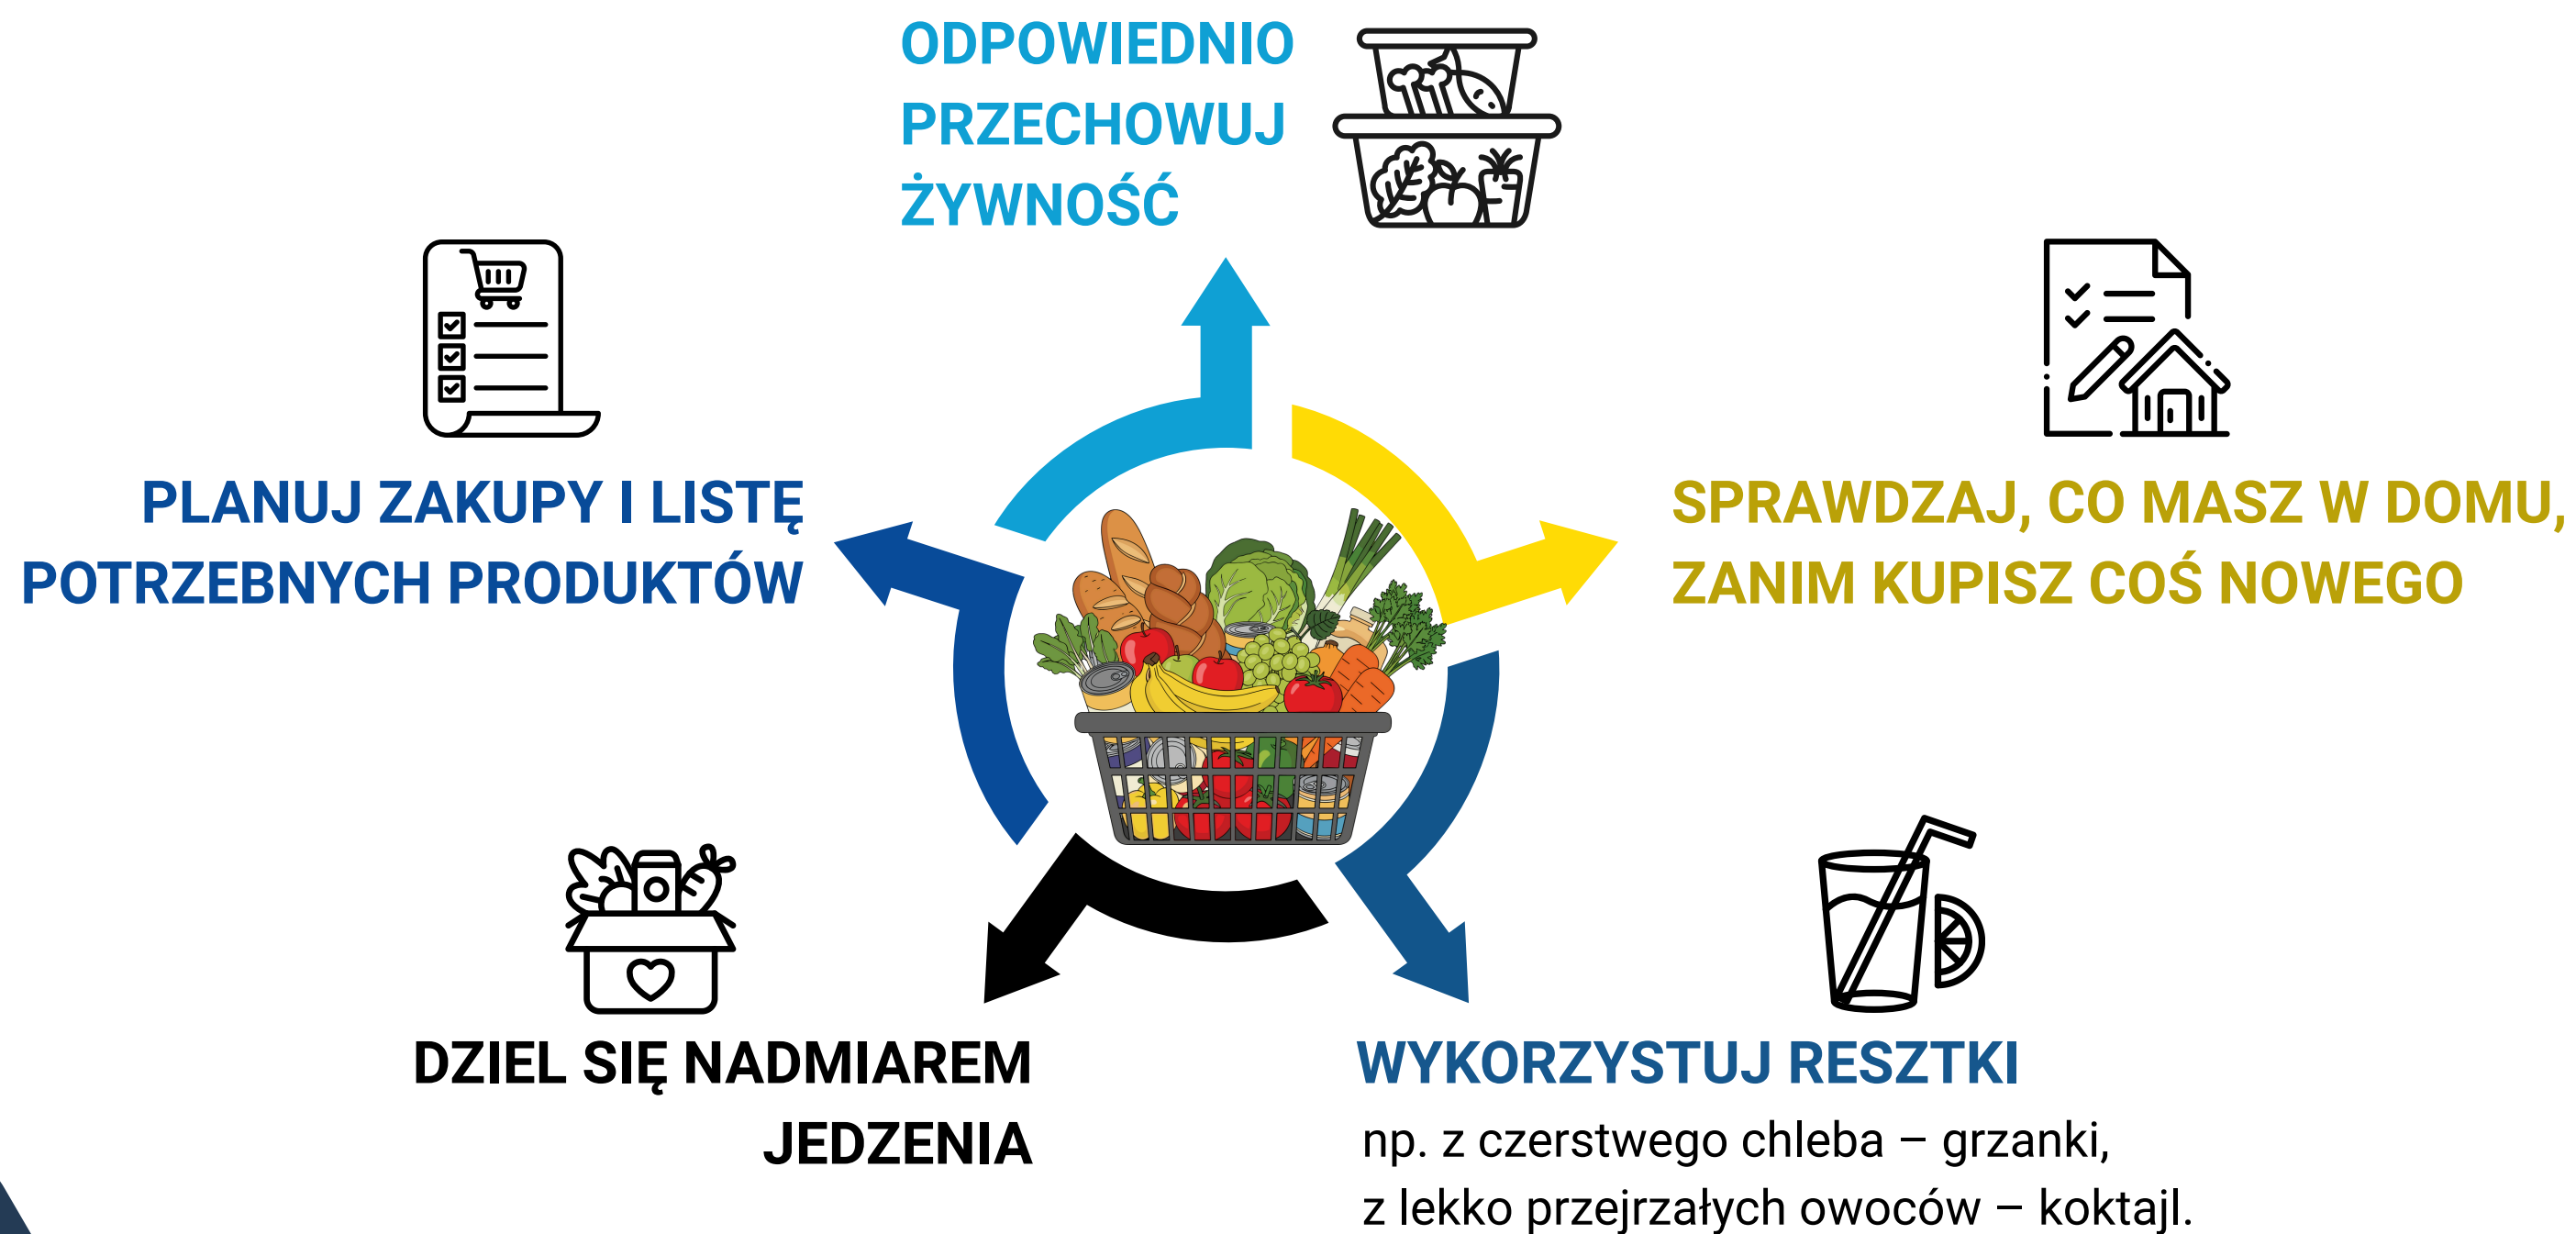 ODPOWIEDNIO
PRZECHOWUJ
ŻYWNOŚĆ
PLANUJ ZAKUPY I LISTĘ
POTRZEBNYCH PRODUKTÓW
SPRAWDZAJ, CO MASZ W DOMU,
ZANIM KUPISZ COŚ NOWEGO
DZIEL SIĘ NADMIAREM
JEDZENIA
WYKORZYSTUJ RESZTKI
np. z czerstwego chleba – grzanki,
z lekko przejrzałych owoców – koktajl.